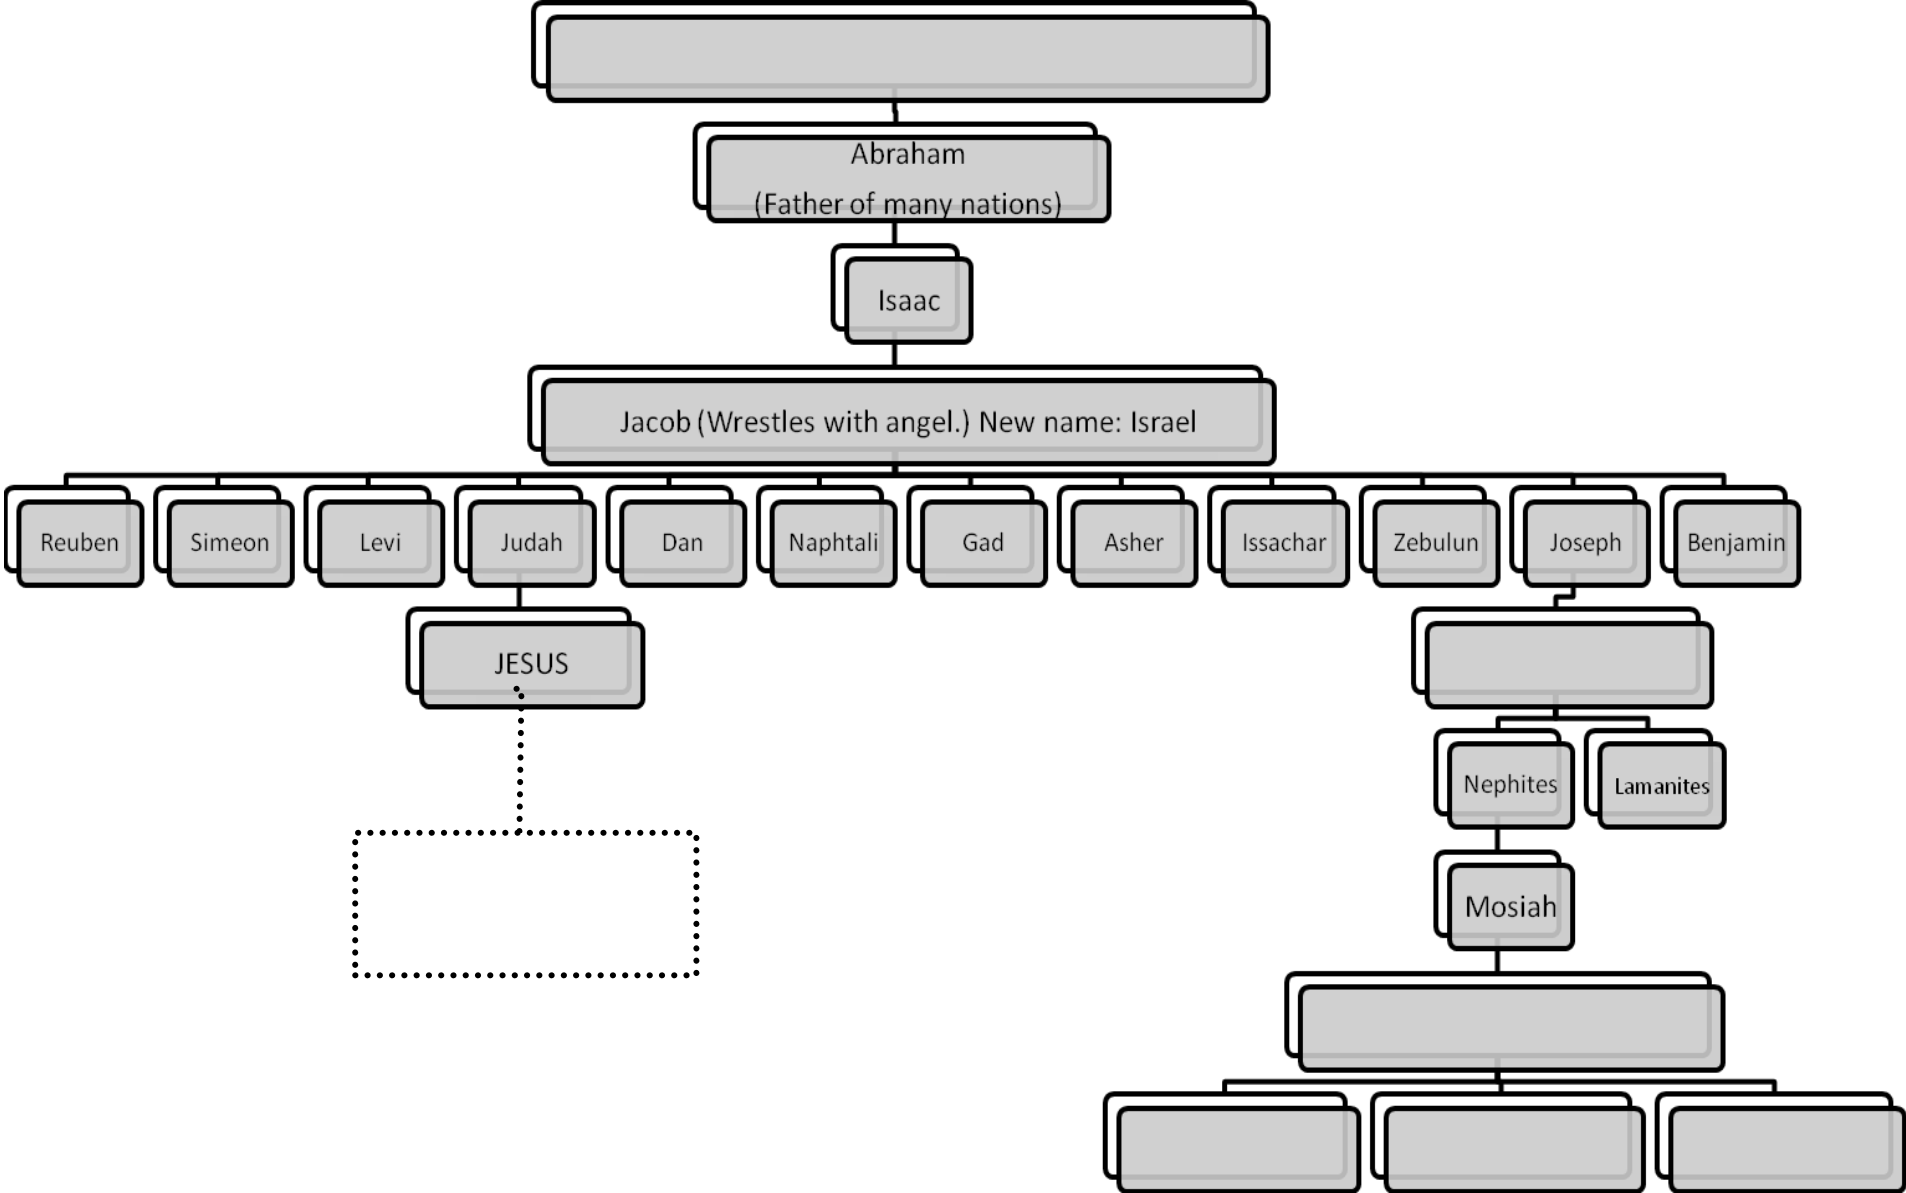 Abraham
(Father of many nations)
Isaac
Jacob (Wrestles with angel.) New name: Israel
Reuben
Simeon
Levi
Judah
Dan
Naphtali
Gad
Asher
Issachar
Zebulun
Joseph
Benjamin
JESUS
Nephites
Lamanites
Mosiah